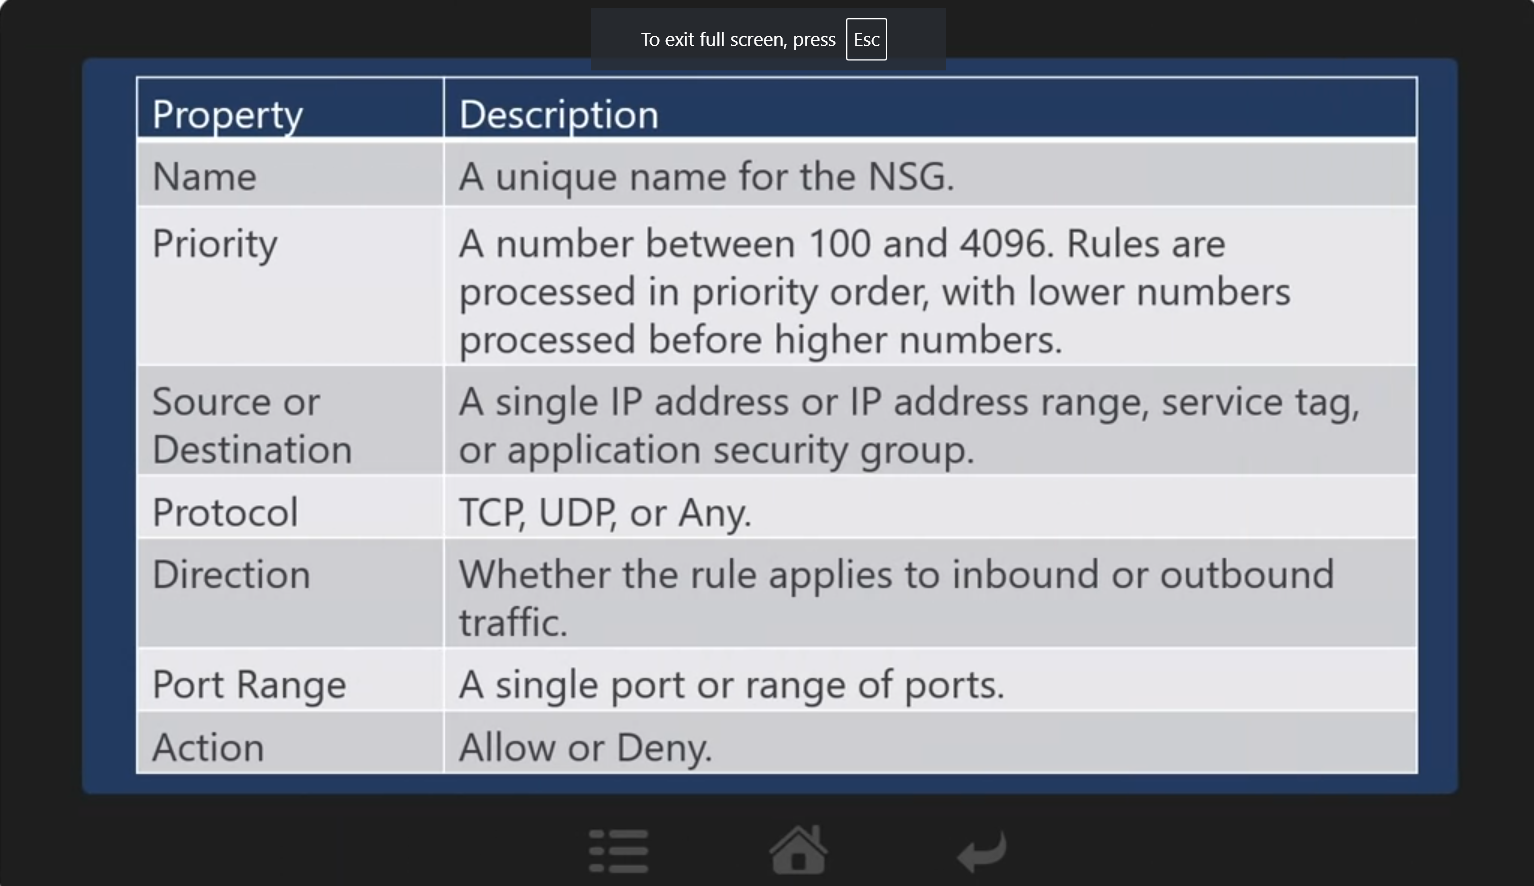 To exit full screen, press Esc
Property Description
Name A unique name for the NSG.
Priority A number between 100 and 4096. Rules are
processed in priority order, with lower numbers
processed before higher numbers.
Source or A single IP address or IP address range, service tag,
Destination or application security group.
Protocol TCP, UDP, or Any.
Direction Whether the rule applies to inbound or outbound
traffic.
Port Range A single port or range of ports.
Action Allow or Deny.